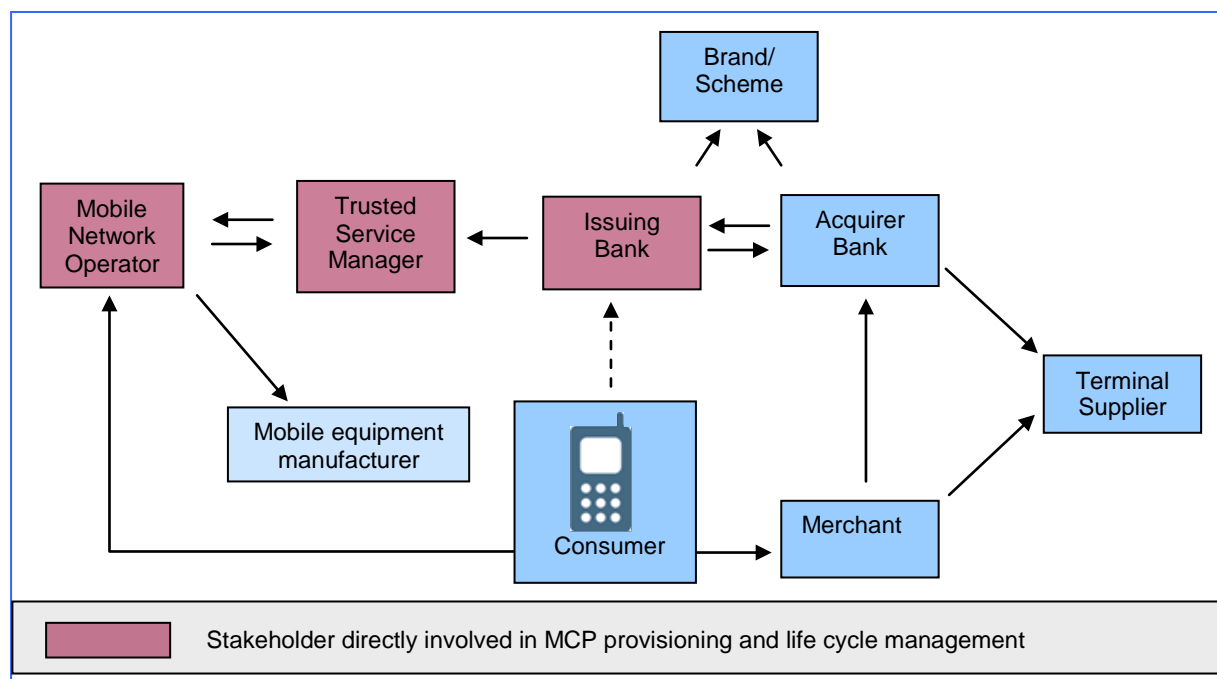 Brand/
Scheme
Mobile
Network
Operator
Trusted
Service
Manager
Issuing
Bank
Acquirer
Bank
Terminal
Supplier
Mobile equipment
manufacturer
Consumer
Merchant
Stakeholder directly involved in MCP provisioning and life cycle management